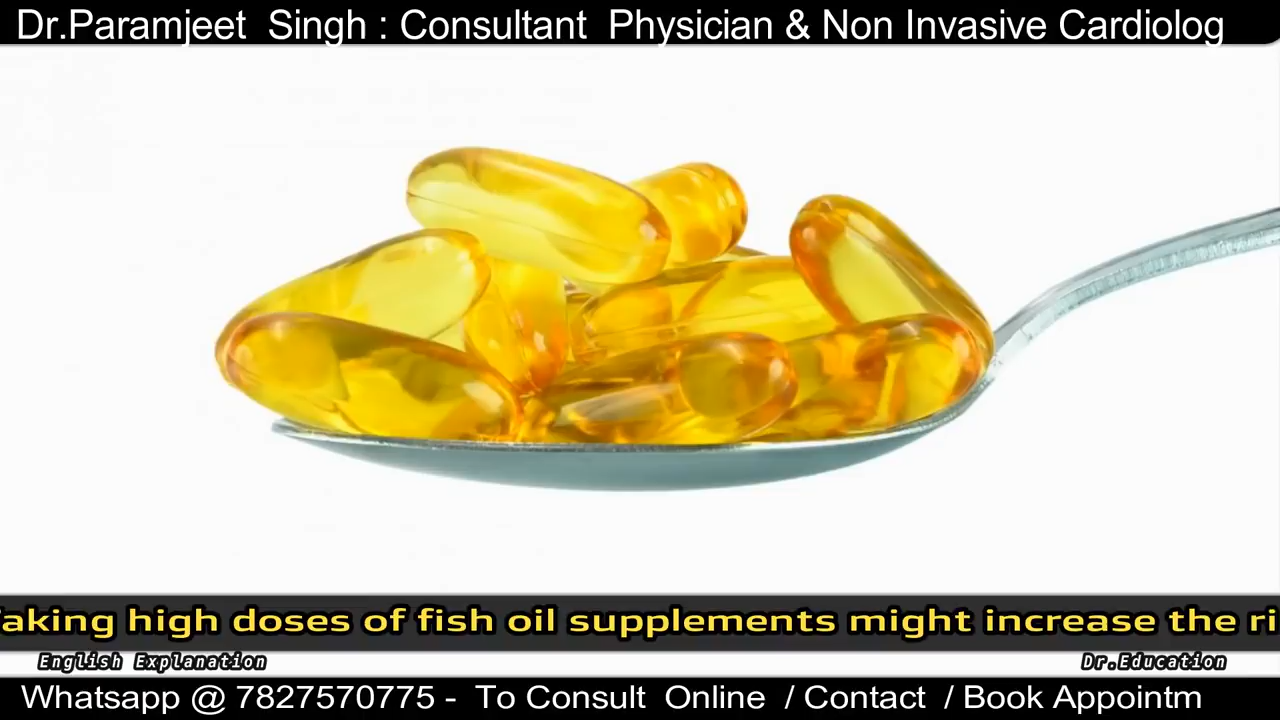 Dr.Paramjeet Singh : Consultant Physician & Non Invasive Cardiolog
aking high doses of fish oil supplements might increase the ri
English Explanation
Dr.Education
Whatsapp @ 7827570775 - To Consult Online / Contact / Book Appointm